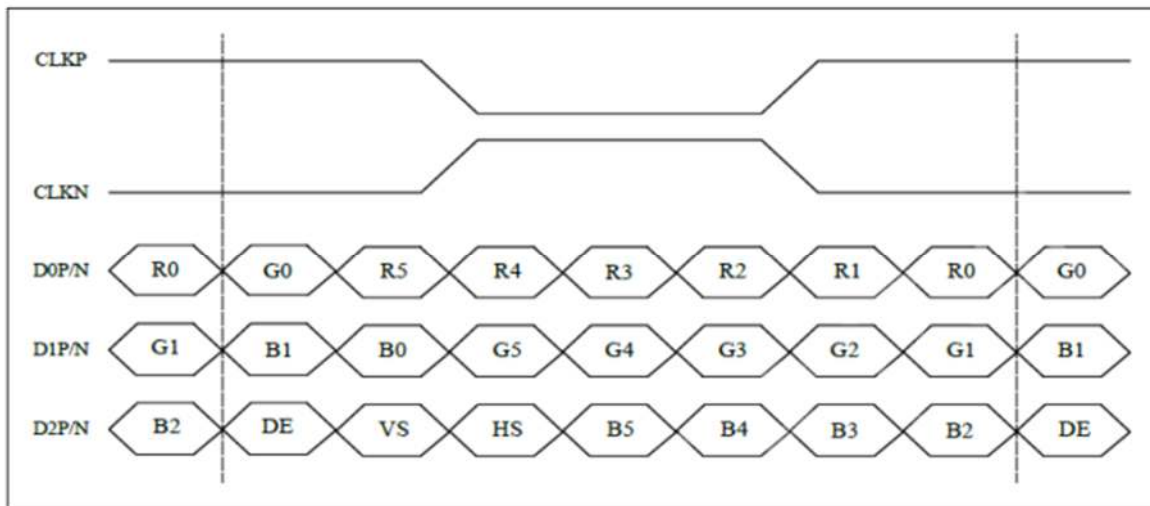 CLKP
CLKN
D0P/N R0 G0 R5 R4 R3 R2 R1 R0 G0
D1P/N G1 B1 B0 G5 G4 G3 G2 G1 B1
D2P/N B2 DE VS HS B5 B4 B3 B2 DE